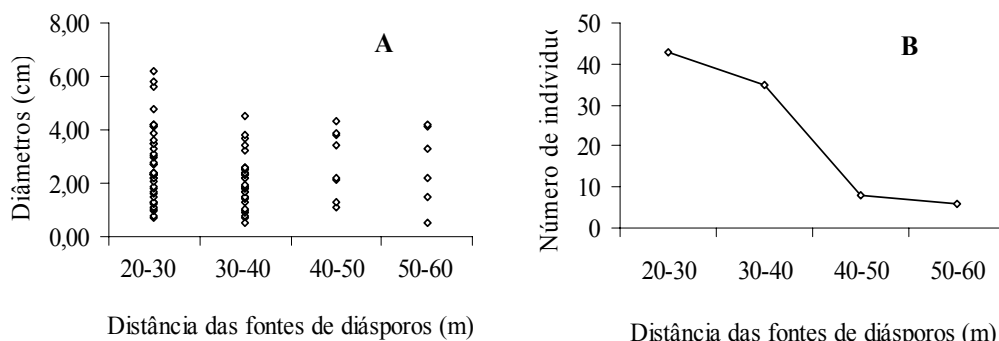 A
Diâmetros (cm)
8,00
6,00
4,00
2,00
0,00
20-30 30-40 40-50 50-60
Distância das fontes de diásporos (m)
B
Número de
50
40
30
20
10
0
20-30 30-40 40-50 50-60
Distância das fontes de diásporos (m)